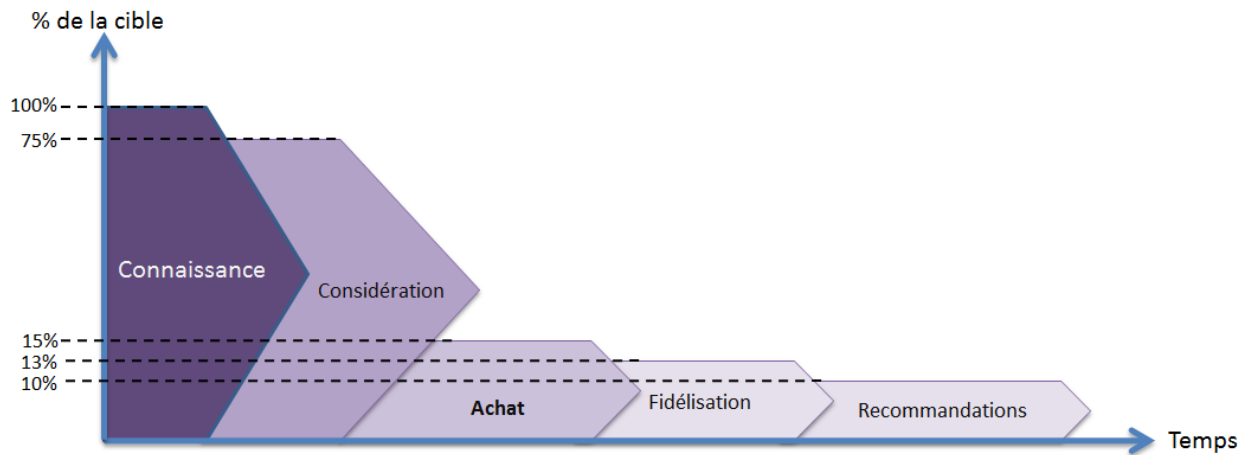 % de la cible
100%
75%
Connaissance
Considération
15%
13%
10%
Achat
Fidélisation
Recommandations
Temps